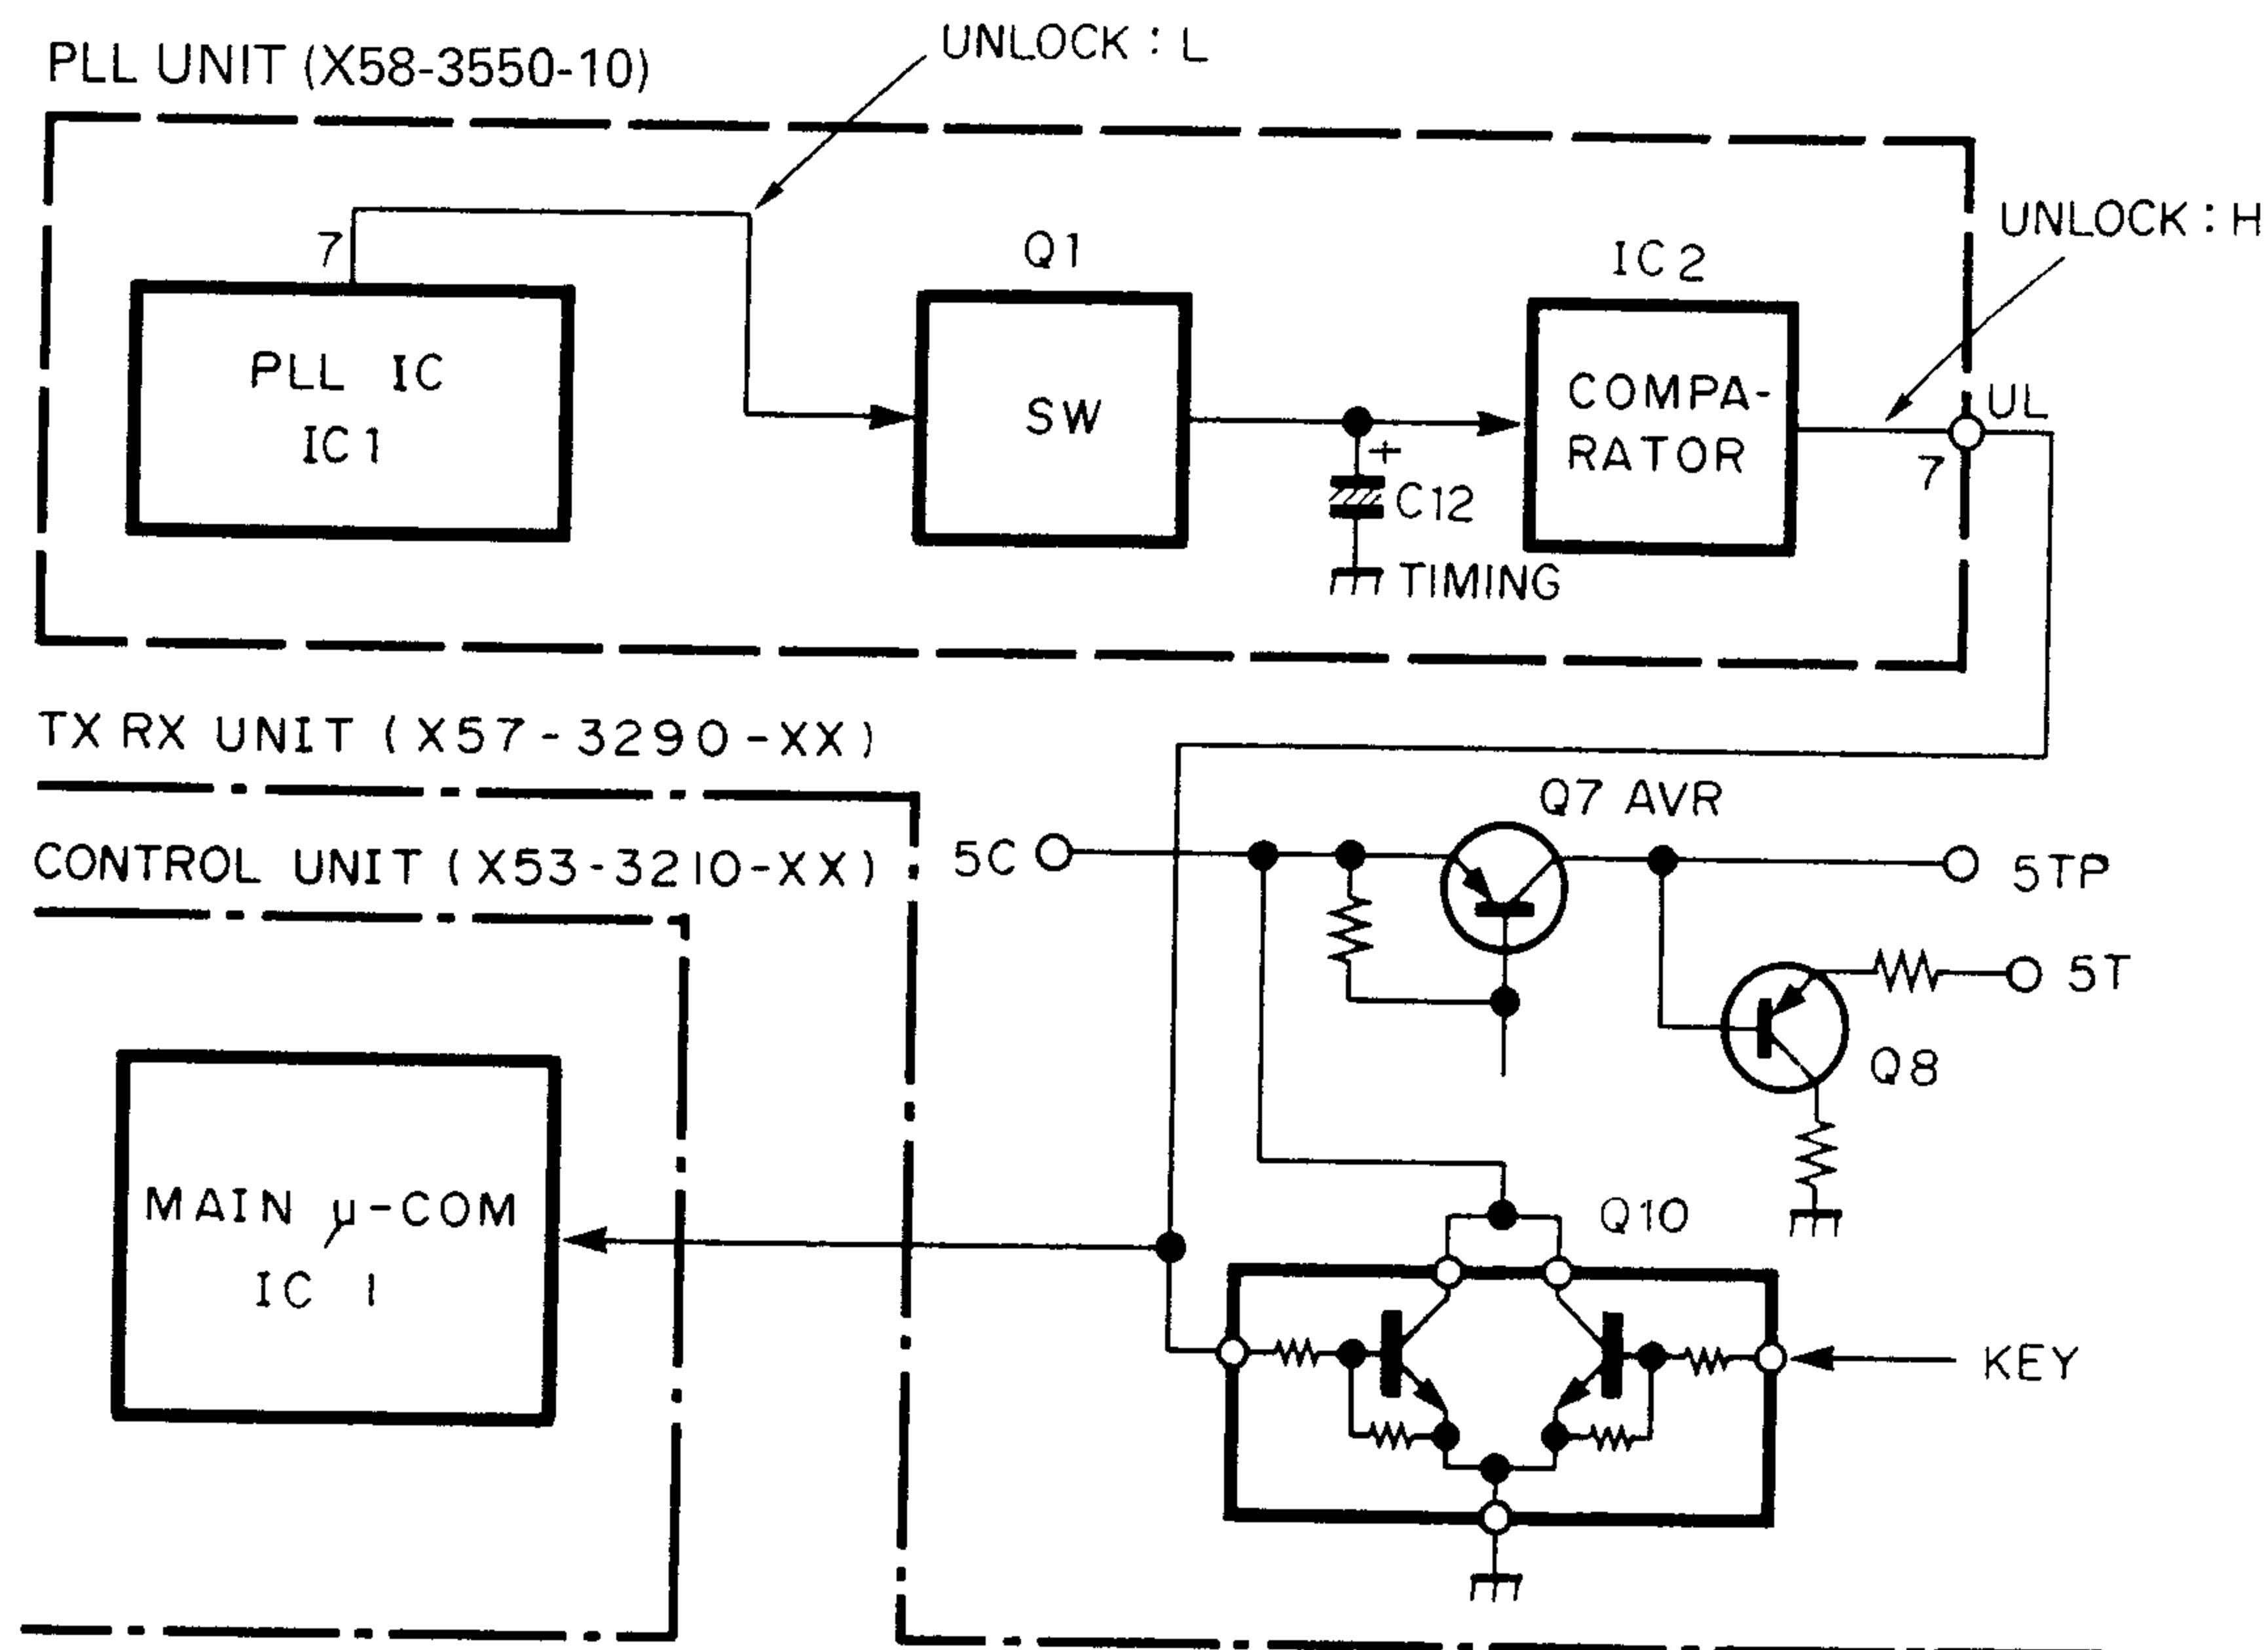 PLL UNIT (X58-3550-10)
UNLOCK : L
UNLOCK : H
7
Q1
IC2
PLL IC
IC1
SW
COMPA-
RATOR
UL
7
+
C12
TIMING
TX RX UNIT (X57-3290-XX)
Q7 AVR
CONTROL UNIT (X53-3210-XX)
5C
5TP
5T
Q8
MAIN µ-COM
IC 1
Q10
KEY